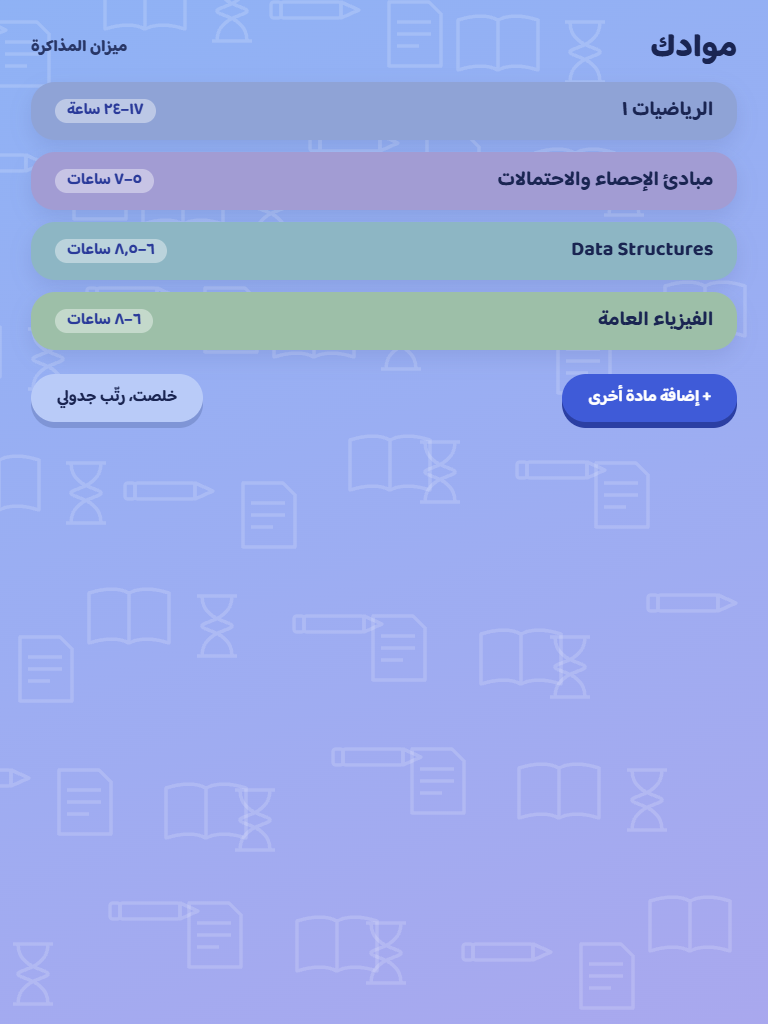 موادك
ميزان المذاكرة
الرياضيات ١
١٧–٢٤ ساعة
مبادئ الإحصاء والاحتمالات
٥–٧ ساعات
Data Structures
٦–٨,٥ ساعات
الفيزياء العامة
٦–٨ ساعات
+ إضافة مادة أخرى
خلصت، رتّب جدولي